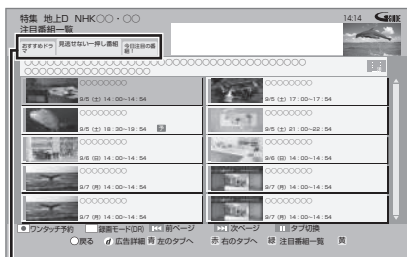 特集 地上D NHK○○・○○
14:14 G-GUIDE
注目番組一覧
おすすめドラマ
見逃せない一押し番組
今日注目の番組!
○○○○○○○○○○○○○○○○○○○○○○○○○○○○○○○○○○○○○○
○○○○○○○○○○○○○
○○○○○○○○
9/5 (土) 14:00~14:54
○○○○○○○○
9/5 (土) 17:00~17:54
○○○○○○○○
9/5 (土) 18:30~19:54
○○○○○○○○
9/5 (土) 21:00~22:54
○○○○○○○○
9/6 (日) 14:00~14:54
○○○○○○○○
9/6 (日) 14:00~14:54
○○○○○○○○
9/7 (月) 14:00~14:54
○○○○○○○○
9/7 (月) 14:00~14:54
○○○○○○○○
9/7 (月) 14:00~14:54
○○○○○○○○
9/7 (月) 14:00~14:54
ワンタッチ予約 録画モード(DR) 前ページ 次ページ タブ切換
戻る d 広告詳細 青 左のタブへ 赤 右のタブへ 緑 注目番組一覧 黄